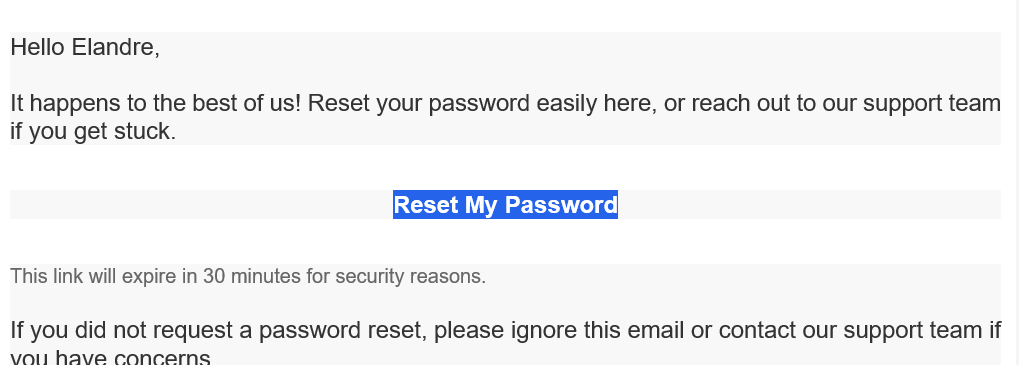 Hello Elandre,
It happens to the best of us! Reset your password easily here, or reach out to our support team
if you get stuck.
Reset My Password
This link will expire in 30 minutes for security reasons.
If you did not request a password reset, please ignore this email or contact our support team if
you have concerns